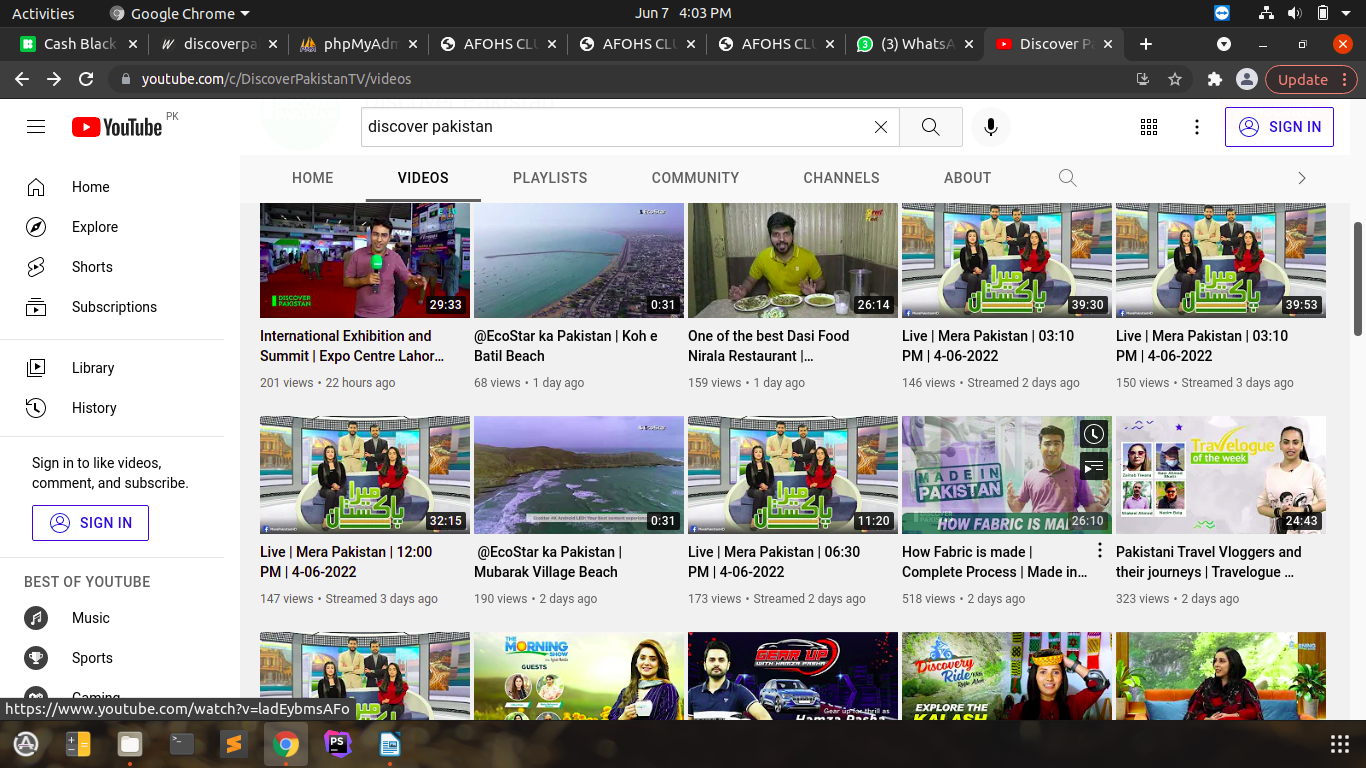 Activities
Google Chrome
Jun 7 4:03 PM
Cash Black
discoverpa
phpMyAdm
AFOHS CLU
AFOHS CLU
AFOHS CLU
(3) WhatsA
Discover Pa
youtube.com/c/DiscoverPakistanTV/videos
Update
YouTube PK
discover pakistan
SIGN IN
HOME
VIDEOS
PLAYLISTS
COMMUNITY
CHANNELS
ABOUT
Home
Explore
Shorts
Subscriptions
Library
History
Sign in to like videos,
comment, and subscribe.
SIGN IN
BEST OF YOUTUBE
Music
Sports
Gaming
DISCOVER
PAKISTAN
29:33
International Exhibition and
Summit | Expo Centre Lahor…
201 views • 22 hours ago
EcoStar
0:31
@EcoStar ka Pakistan | Koh e
Batil Beach
68 views • 1 day ago
26:14
One of the best Dasi Food
Nirala Restaurant |…
159 views • 1 day ago
میرا
پاکستان
39:30
Live | Mera Pakistan | 03:10
PM | 4-06-2022
146 views • Streamed 2 days ago
میرا
پاکستان
39:53
Live | Mera Pakistan | 03:10
PM | 4-06-2022
150 views • Streamed 3 days ago
میرا
پاکستان
32:15
Live | Mera Pakistan | 12:00
PM | 4-06-2022
147 views • Streamed 3 days ago
EcoStar
0:31
@EcoStar ka Pakistan |
Mubarak Village Beach
190 views • 2 days ago
میرا
پاکستان
11:20
Live | Mera Pakistan | 06:30
PM | 4-06-2022
173 views • Streamed 2 days ago
MADE IN
PAKISTAN
HOW FABRIC IS MA
26:10
How Fabric is made |
Complete Process | Made in…
518 views • 2 days ago
Travelogue
of the week
24:43
Pakistani Travel Vloggers and
their journeys | Travelogue …
323 views • 2 days ago
THE
MORNING
SHOW
GUESTS
GEAR UP
WITH HAMZA PASHA
Gear up for thrill as
Hamza Pasha
Discovery
Ride
EXPLORE THE
KALASH
https://www.youtube.com/watch?v=ladEybmsAFo
PS